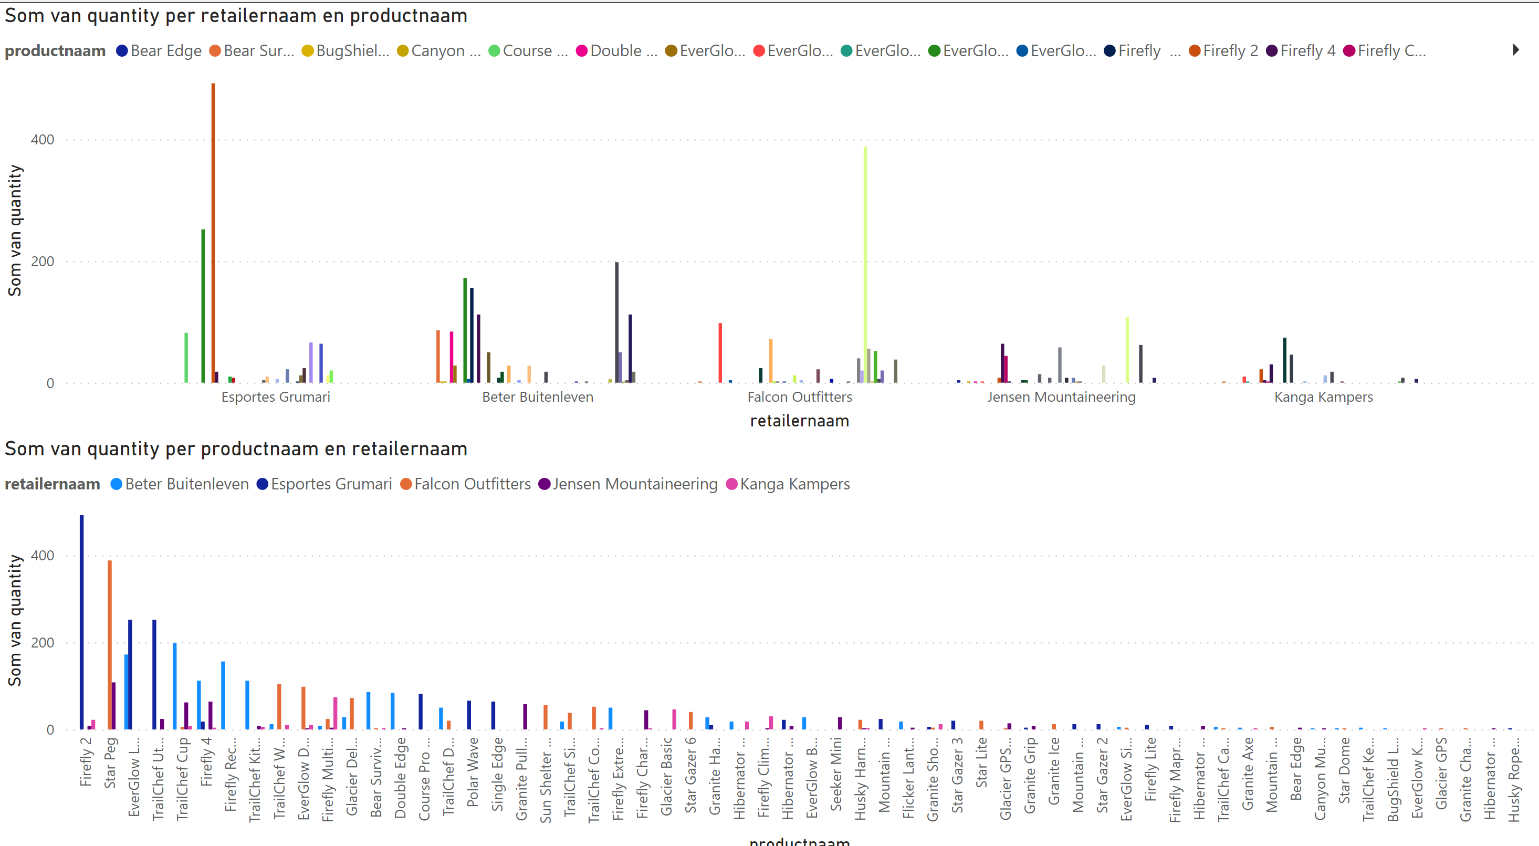 Som van quantity per retailernaam en productnaam
productnaam Bear Edge Bear Sur... BugShiel... Canyon ... Course ... Double ... EverGlo... EverGlo... EverGlo... EverGlo... EverGlo... Firefly ... Firefly 2 Firefly 4 Firefly C...
Som van quantity
400
200
0
Esportes Grumari Beter Buitenleven Falcon Outfitters Jensen Mountaineering Kanga Kampers
retailernaam
Som van quantity per productnaam en retailernaam
retailernaam Beter Buitenleven Esportes Grumari Falcon Outfitters Jensen Mountaineering Kanga Kampers
Som van quantity
400
200
0
Firefly 2
Star Peg
EverGlow L...
TrailChef Ut...
TrailChef Cup
Firefly 4
Firefly Rec...
TrailChef Kit...
TrailChef W...
EverGlow D...
Firefly Multi...
Glacier Del...
Bear Surviv...
Double Edge
Course Pro ...
TrailChef D...
Polar Wave
Single Edge
Granite Pull...
Sun Shelter ...
TrailChef Si...
TrailChef Co...
Firefly Extre...
Firefly Char...
Glacier Basic
Star Gazer 6
Granite Ha...
Hibernator ...
Firefly Clim...
Hibernator ...
EverGlow B...
Seeker Mini
Husky Harn...
Mountain ...
Flicker Lant...
Granite Sho...
Star Gazer 3
Star Lite
Glacier GPS...
Granite Grip
Granite Ice
Mountain ...
Star Gazer 2
EverGlow Si...
Firefly Lite
Firefly Mapr...
Hibernator ...
TrailChef Ca...
Granite Axe
Mountain ...
Bear Edge
Canyon Mu...
Star Dome
TrailChef Ke...
BugShield L...
EverGlow K...
Glacier GPS
Granite Cha...
Hibernator ...
Husky Rope...
productnaam